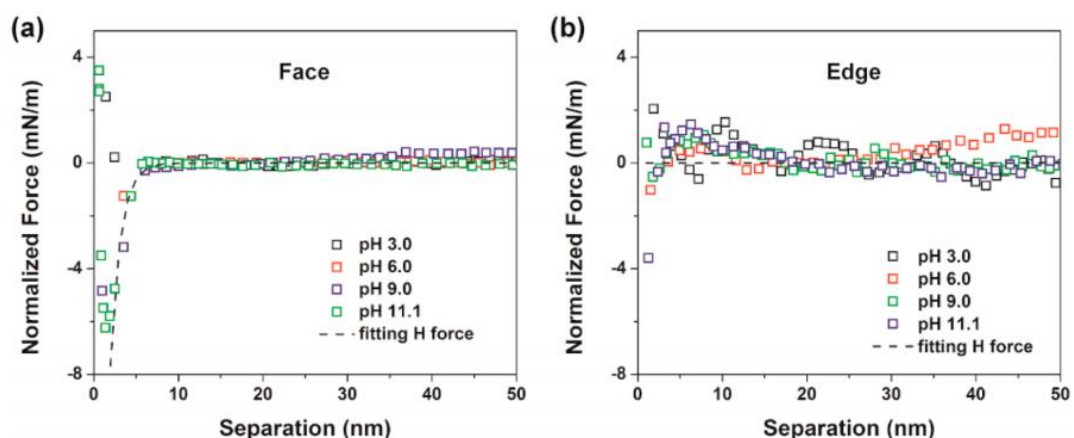 (a)
Face
Normalized Force (mN/m)
4
0
-4
-8
pH 3.0
pH 6.0
pH 9.0
pH 11.1
fitting H force
0
10
20
30
40
50
Separation (nm)
(b)
Edge
Normalized Force (mN/m)
4
0
-4
-8
pH 3.0
pH 6.0
pH 9.0
pH 11.1
fitting H force
0
10
20
30
40
50
Separation (nm)